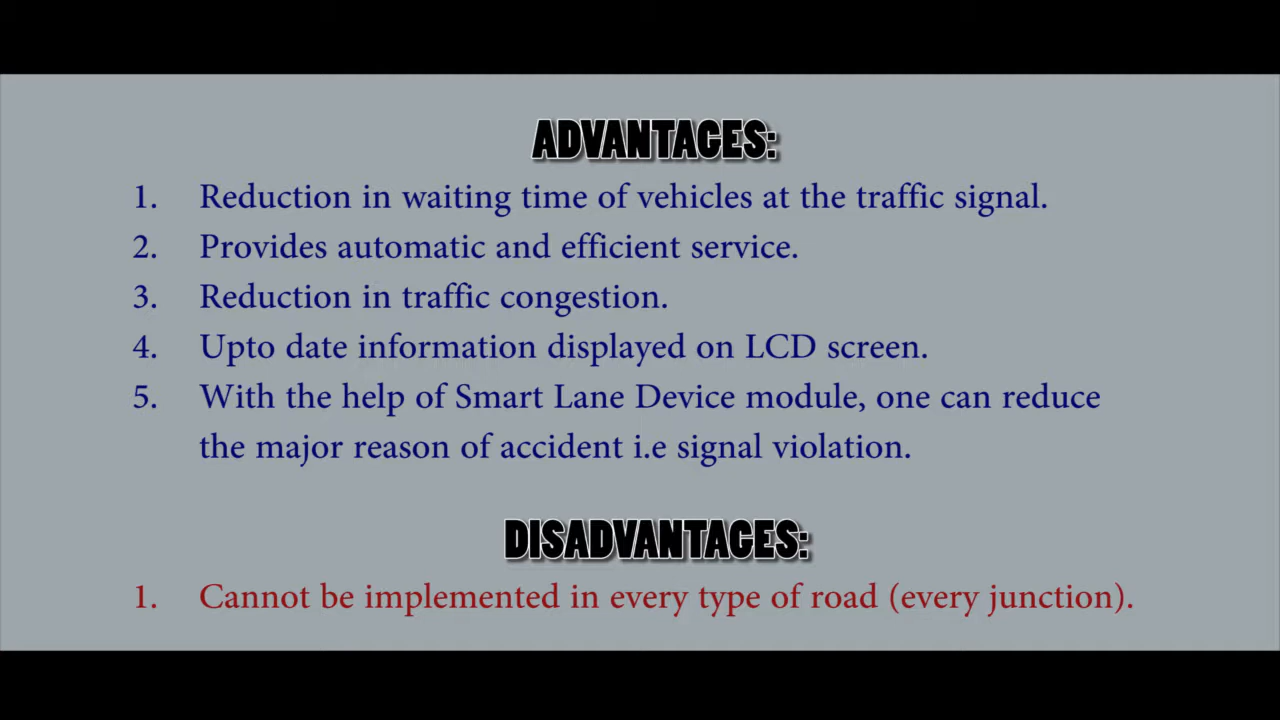 ADVANTAGES:
1. Reduction in waiting time of vehicles at the traffic signal.
2. Provides automatic and efficient service.
3. Reduction in traffic congestion.
4. Upto date information displayed on LCD screen.
5. With the help of Smart Lane Device module, one can reduce
the major reason of accident i.e signal violation.
DISADVANTAGES:
1. Cannot be implemented in every type of road (every junction).